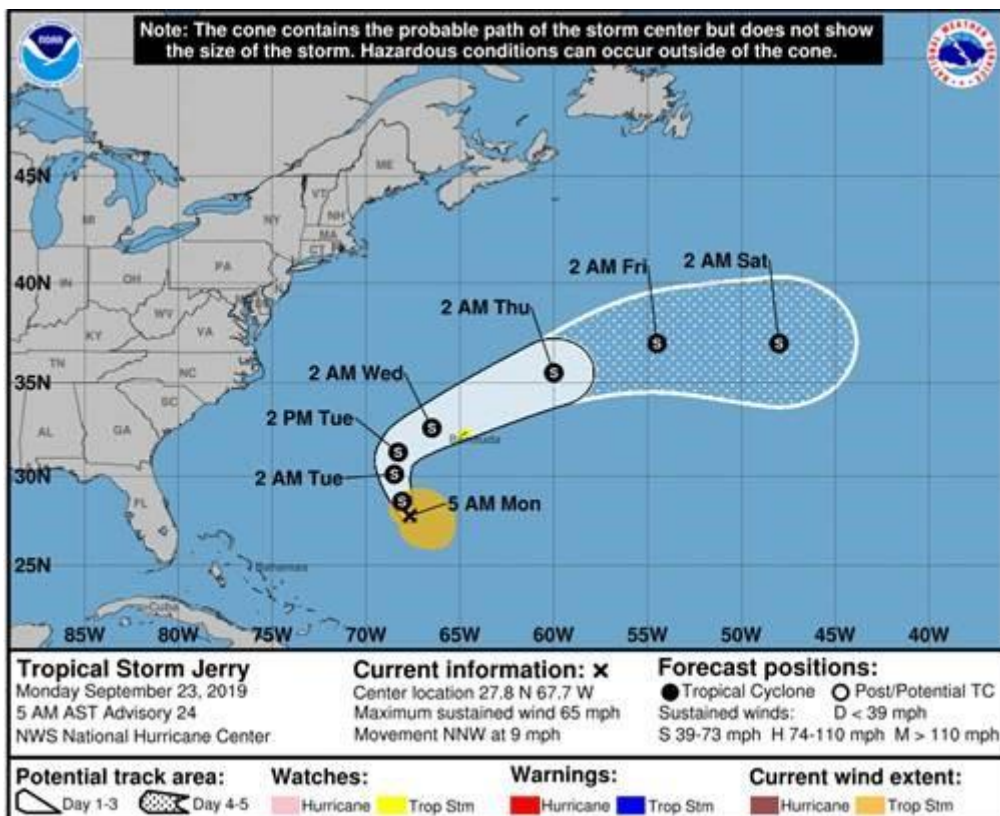 Note: The cone contains the probable path of the storm center but does not show
the size of the storm. Hazardous conditions can occur outside of the cone.
NOAA
NATIONAL WEATHER SERVICE
45N
40N
35N
30N
25N
ME
VT
NH
MA
CT
NY
MI
PA
IN
OH
WV
VA
KY
TN
NC
SC
AL
GA
FL
Bahamas
Cuba
Bermuda
2 AM Fri
2 AM Sat
2 AM Thu
2 AM Wed
2 PM Tue
2 AM Tue
5 AM Mon
S
S
S
S
S
S
S
85W 80W 75W 70W 65W 60W 55W 50W 45W 40W
Tropical Storm Jerry
Monday September 23, 2019
5 AM AST Advisory 24
NWS National Hurricane Center
Current information: ×
Center location 27.8 N 67.7 W
Maximum sustained wind 65 mph
Movement NNW at 9 mph
Forecast positions:
Tropical Cyclone Post/Potential TC
Sustained winds: D < 39 mph
S 39-73 mph H 74-110 mph M > 110 mph
Potential track area:
Day 1-3 Day 4-5
Watches:
Hurricane Trop Stm
Warnings:
Hurricane Trop Stm
Current wind extent:
Hurricane Trop Stm